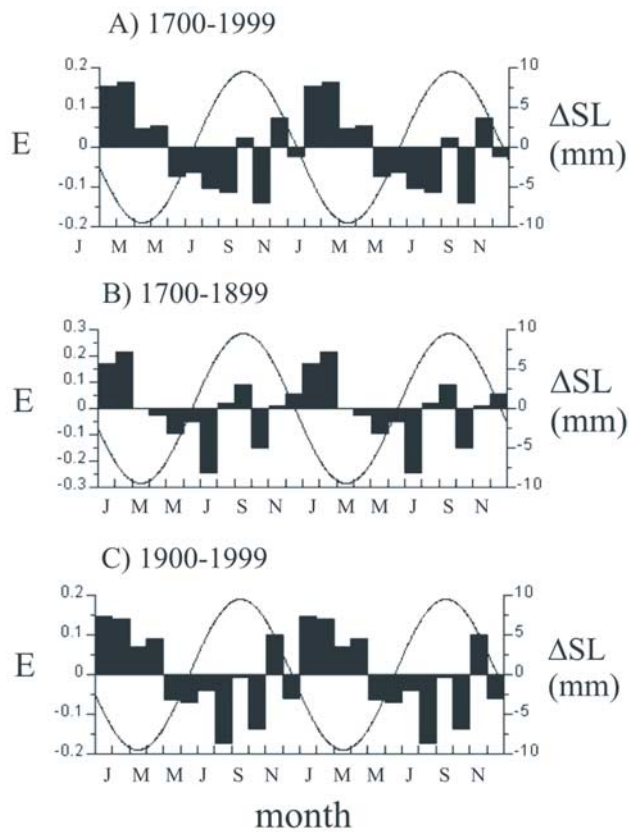 A) 1700-1999
0.2 10
0.1 5
E 0 0 ΔSL
(mm)
-0.1 -5
-0.2 -10
J M M J S N J M M J S N
B) 1700-1899
0.3 10
0.2
0.1 5
E 0 0 ΔSL
(mm)
-0.1
-0.2 -5
-0.3 -10
J M M J S N J M M J S N
C) 1900-1999
0.2 10
0.1 5
E 0 0 ΔSL
(mm)
-0.1 -5
-0.2 -10
J M M J S N J M M J S N
month